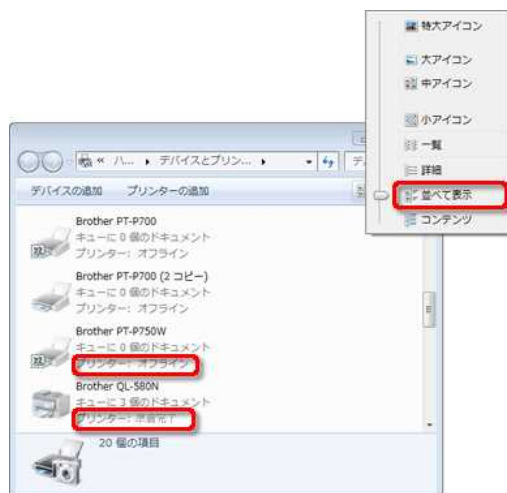 特大アイコン
大アイコン
中アイコン
小アイコン
一覧
詳細
並べて表示
コンテンツ
« ハ... ▸ デバイスとプリン... ▸
デバイスの追加 プリンターの追加
Brother PT-P700
キューに 0 個のドキュメント
プリンター: オフライン
Brother PT-P700 (2 コピー)
キューに 0 個のドキュメント
プリンター: オフライン
Brother PT-P750W
キューに 0 個のドキュメント
プリンター: オフライン
Brother QL-580N
キューに 3 個のドキュメント
プリンター: 準備完了
20 個の項目